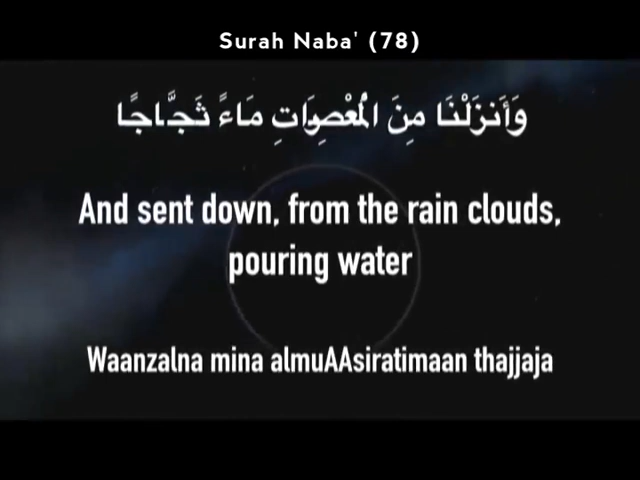 Surah Naba' (78)
وَأَنزَلْنَا مِنَ الْمُعْصِرَاتِ مَاءً ثَجَّاجًا
And sent down, from the rain clouds,
pouring water
Waanzalna mina almuAAsiratimaan thajjaja